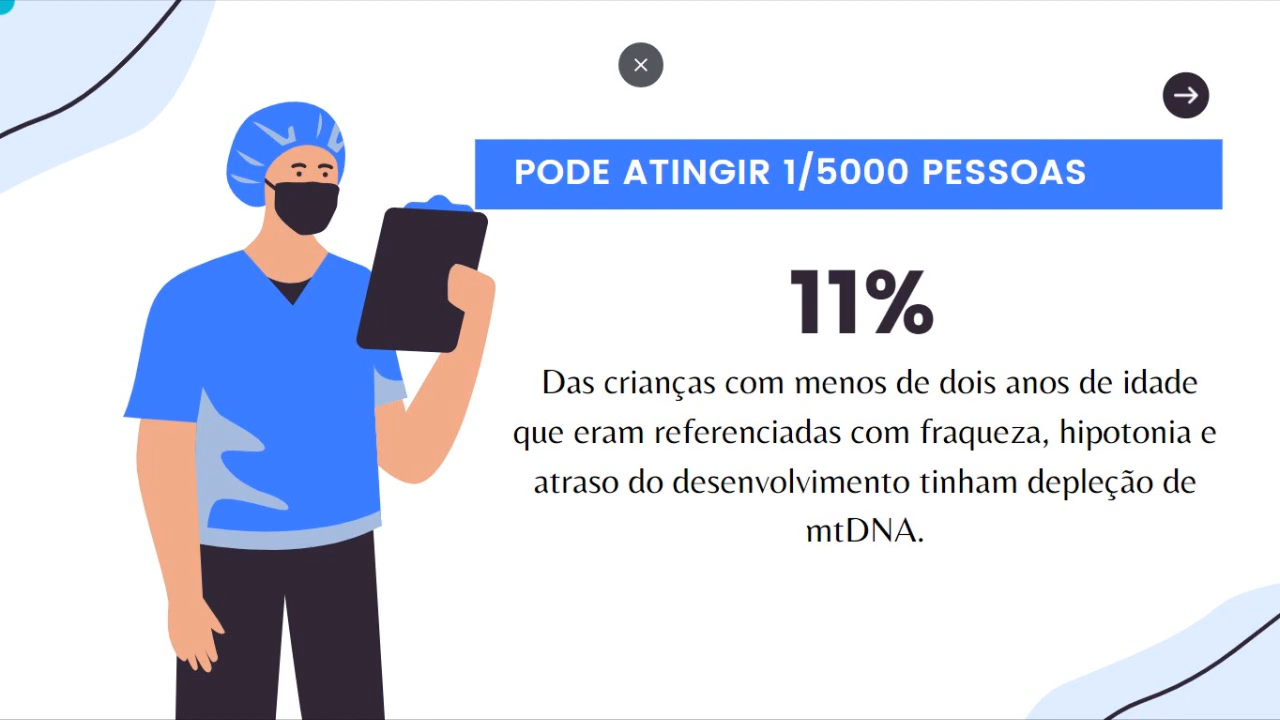 PODE ATINGIR 1/5000 PESSOAS
11%
Das crianças com menos de dois anos de idade
que eram referenciadas com fraqueza, hipotonia e
atraso do desenvolvimento tinham depleção de
mtDNA.